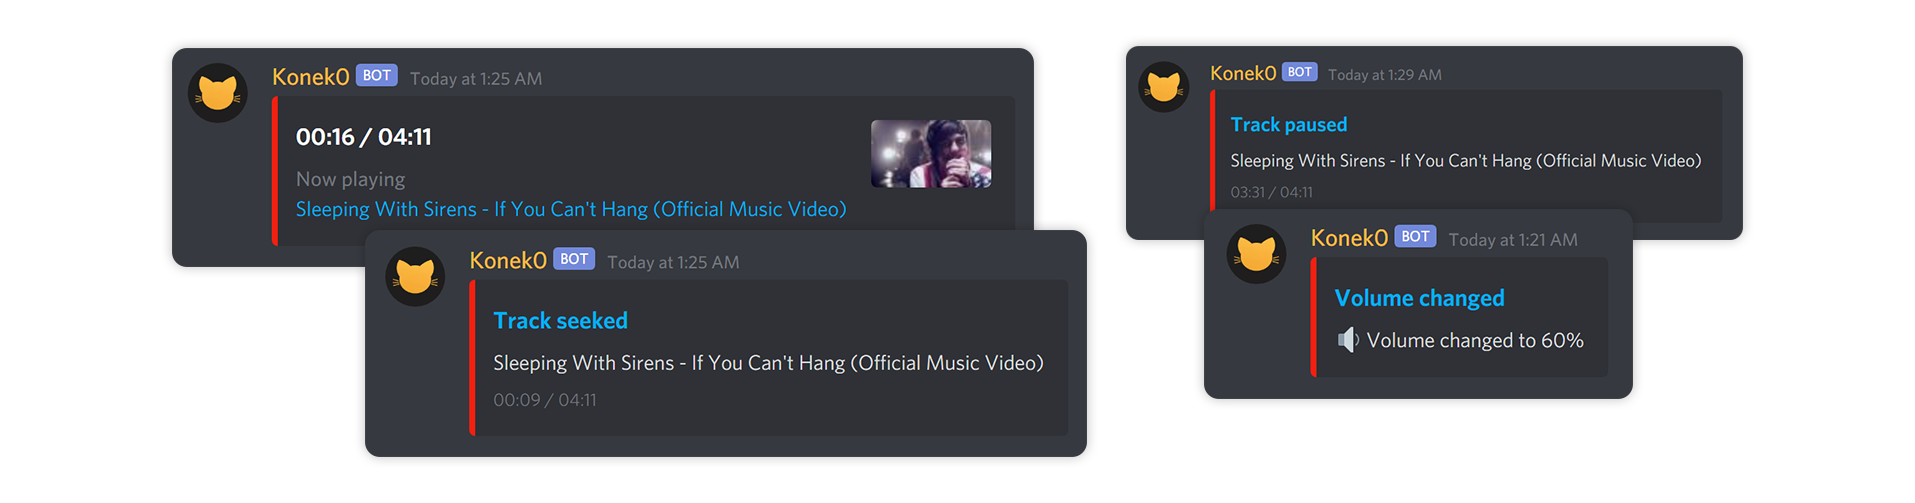 Konek0 BOT Today at 1:25 AM
00:16 / 04:11
Now playing
Sleeping With Sirens - If You Can't Hang (Official Music Video)
Konek0 BOT Today at 1:25 AM
Track seeked
Sleeping With Sirens - If You Can't Hang (Official Music Video)
00:09 / 04:11
Konek0 BOT Today at 1:29 AM
Track paused
Sleeping With Sirens - If You Can't Hang (Official Music Video)
03:31 / 04:11
Konek0 BOT Today at 1:21 AM
Volume changed
Volume changed to 60%